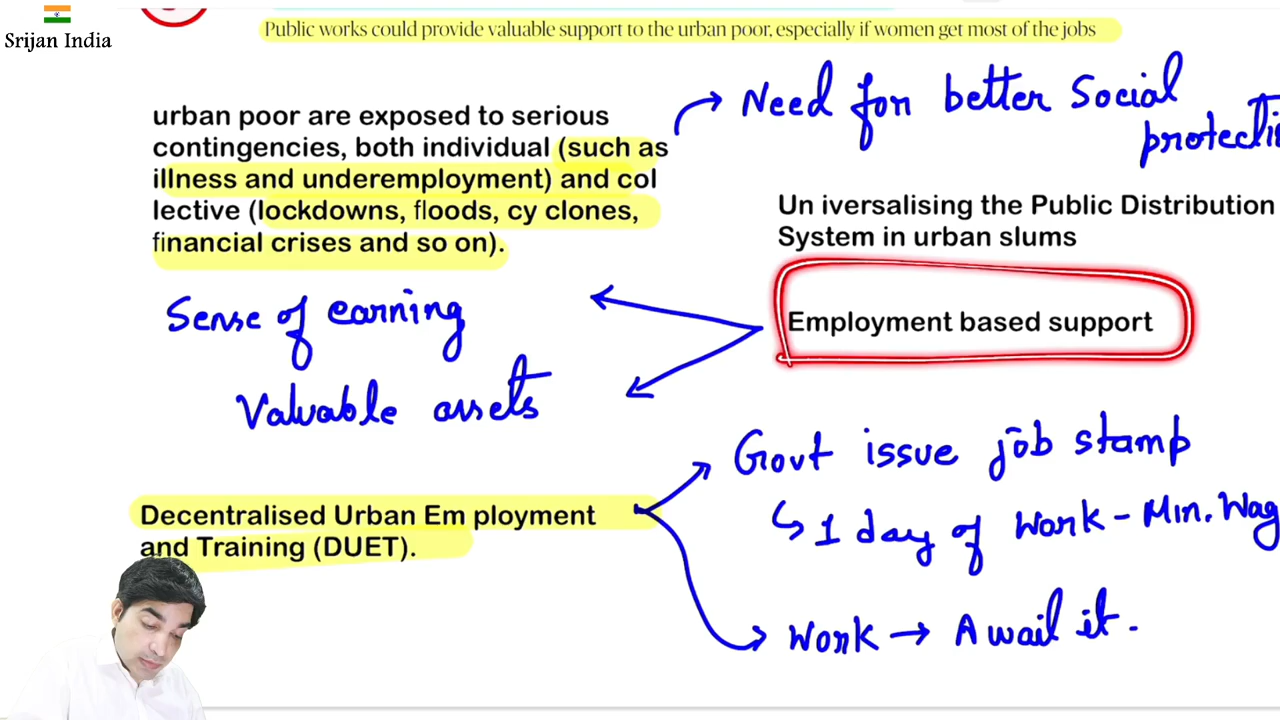 Srijan India
Public works could provide valuable support to the urban poor, especially if women get most of the jobs
urban poor are exposed to serious
contingencies, both individual (such as
illness and underemployment) and col
lective (lockdowns, floods, cy clones,
financial crises and so on).
Need for better Social
protecti
Un iversalising the Public Distribution
System in urban slums
Employment based support
Sense of earning
Valuable assets
Decentralised Urban Em ployment
and Training (DUET).
Govt issue job stamp
1 day of work - Min. Wag
Work → Avail it.